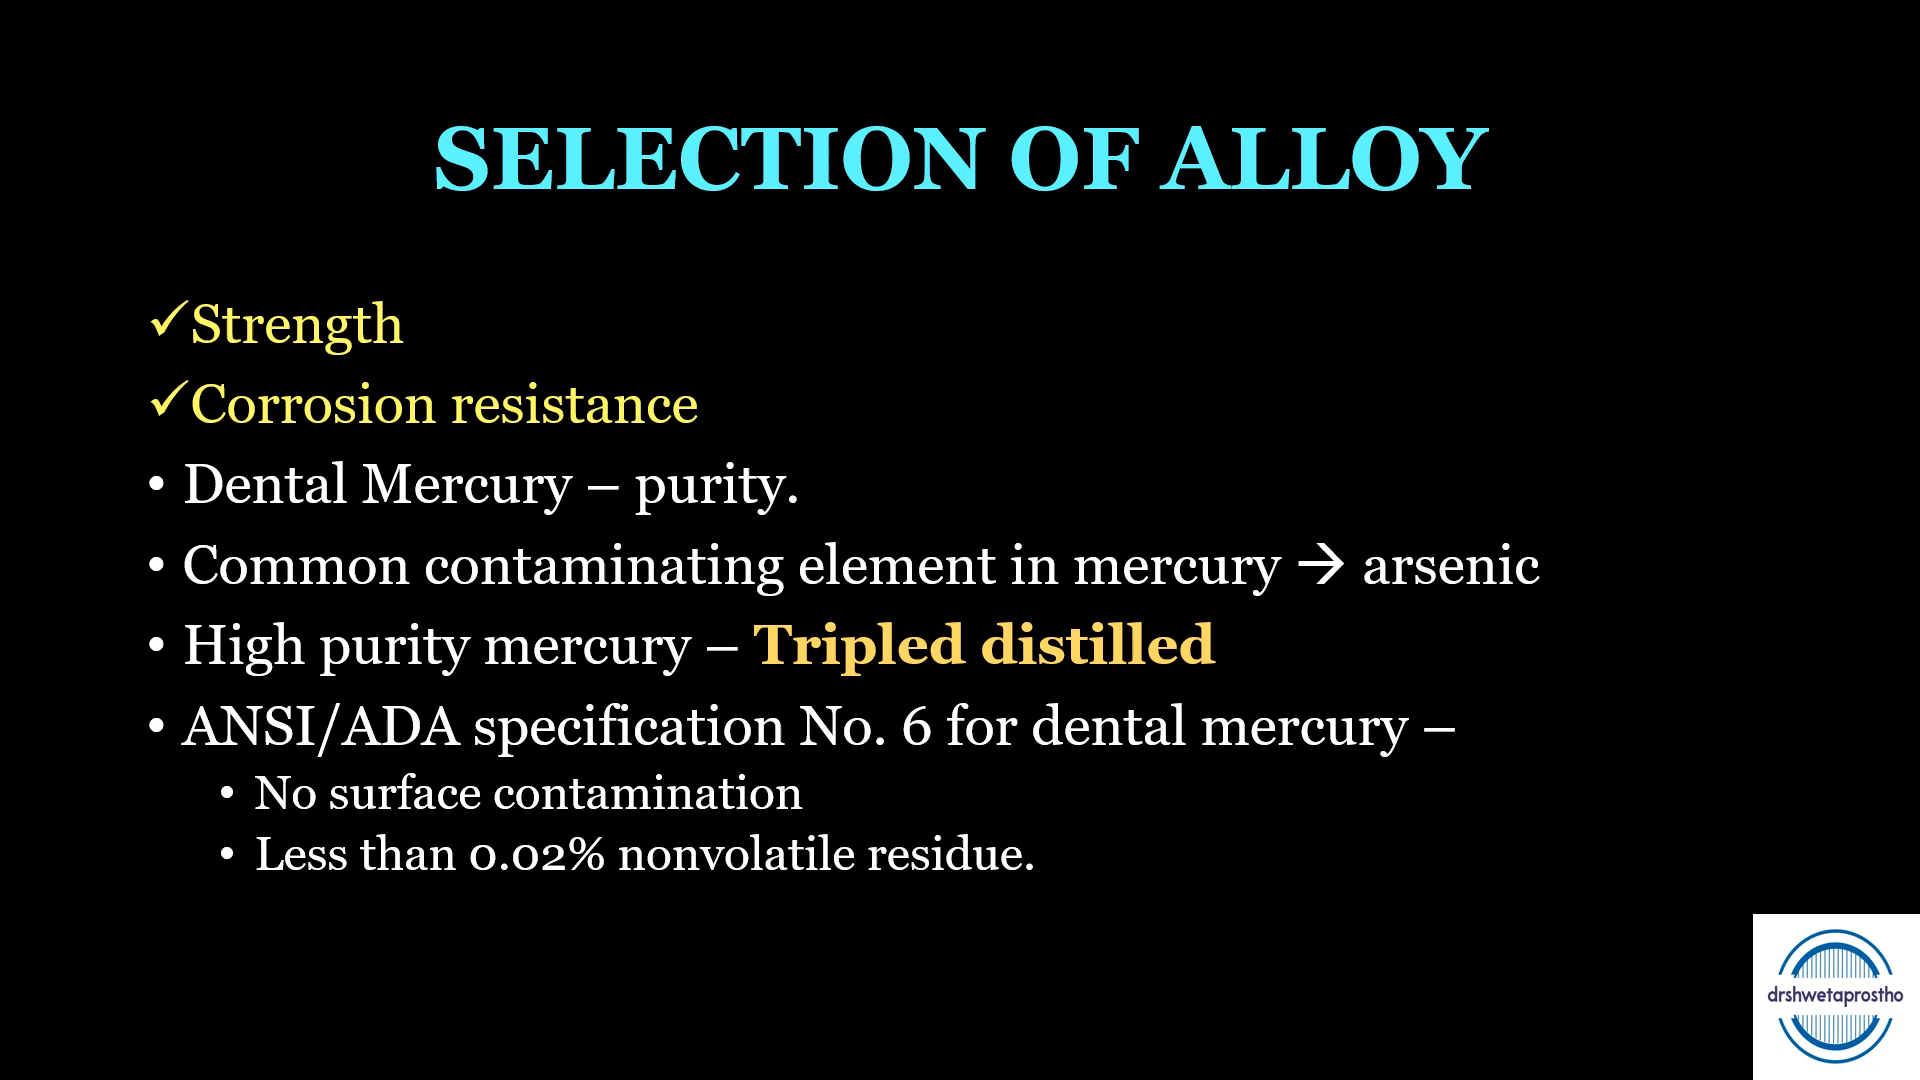 SELECTION OF ALLOY
✓Strength
✓Corrosion resistance
• Dental Mercury – purity.
• Common contaminating element in mercury → arsenic
• High purity mercury – Tripled distilled
• ANSI/ADA specification No. 6 for dental mercury –
• No surface contamination
• Less than 0.02% nonvolatile residue.
drshwetaprostho